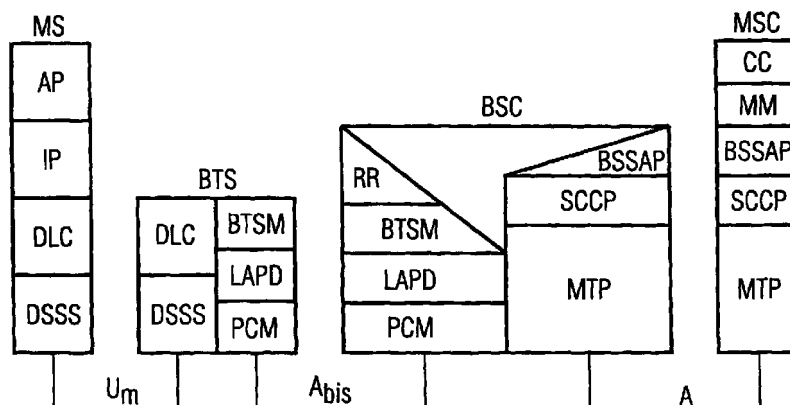 MS
AP
IP
DLC
DSSS
BTS
DLC
DSSS
BTSM
LAPD
PCM
BSC
RR
BTSM
LAPD
PCM
BSSAP
SCCP
MTP
MSC
CC
MM
BSSAP
SCCP
MTP
Um
Abis
A